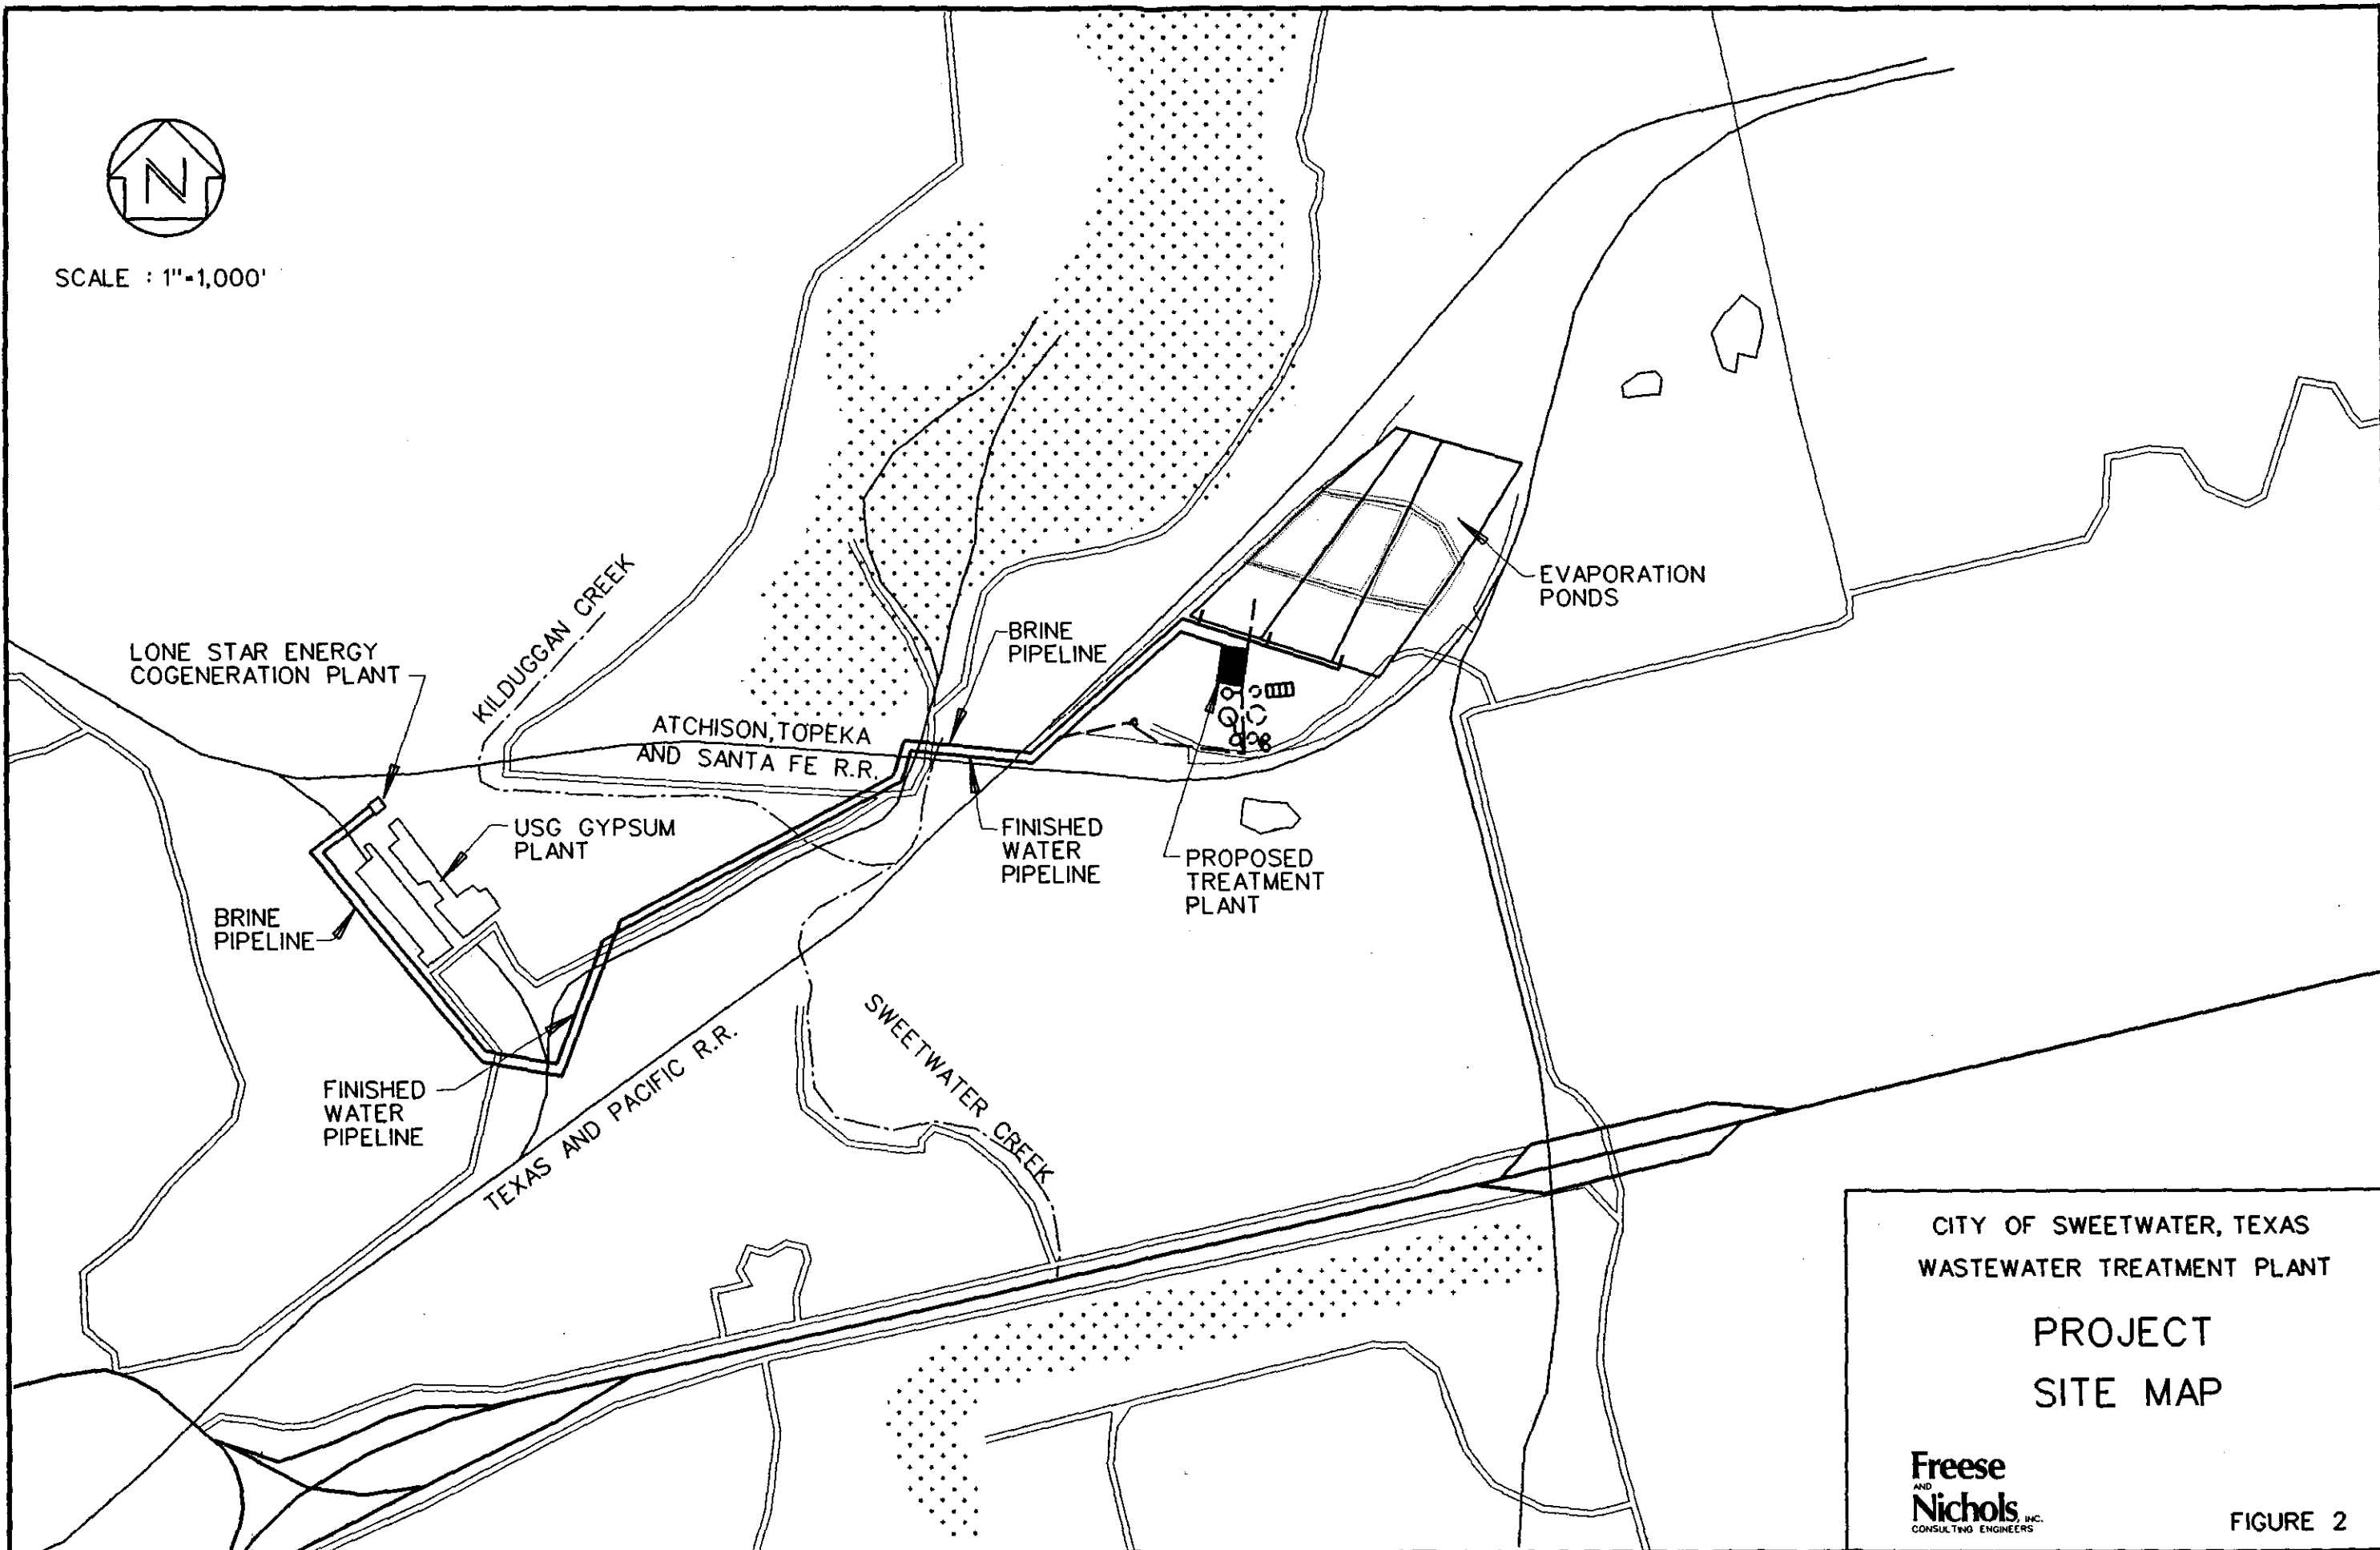 N
SCALE : 1"=1,000'
KILDUGGAN CREEK
LONE STAR ENERGY
COGENERATION PLANT
ATCHISON, TOPEKA
AND SANTA FE R.R.
BRINE
PIPELINE
EVAPORATION
PONDS
USG GYPSUM
PLANT
FINISHED
WATER
PIPELINE
PROPOSED
TREATMENT
PLANT
BRINE
PIPELINE
FINISHED
WATER
PIPELINE
TEXAS AND PACIFIC R.R.
SWEETWATER CREEK
CITY OF SWEETWATER, TEXAS
WASTEWATER TREATMENT PLANT
PROJECT
SITE MAP
Freese
AND
Nichols, INC.
CONSULTING ENGINEERS
FIGURE 2